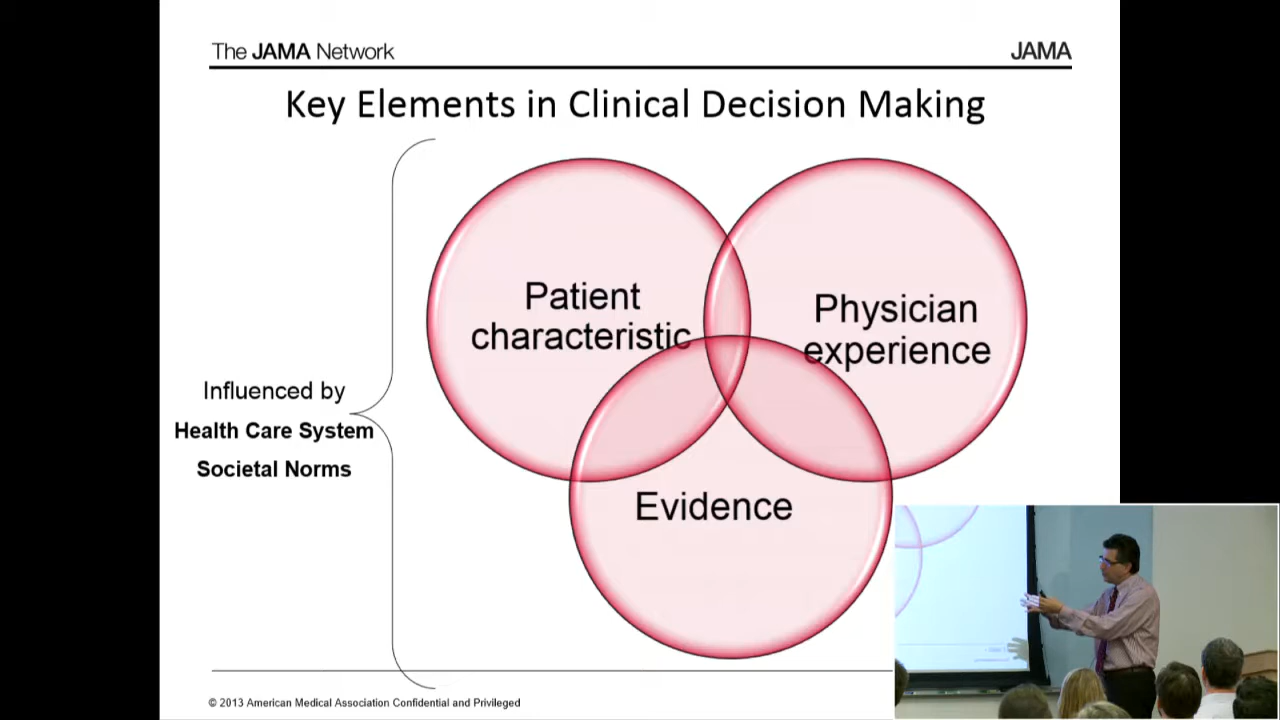 The JAMA Network
JAMA
Key Elements in Clinical Decision Making
Patient
characteristic
Physician
experience
Influenced by
Health Care System
Societal Norms
Evidence
© 2013 American Medical Association Confidential and Privileged